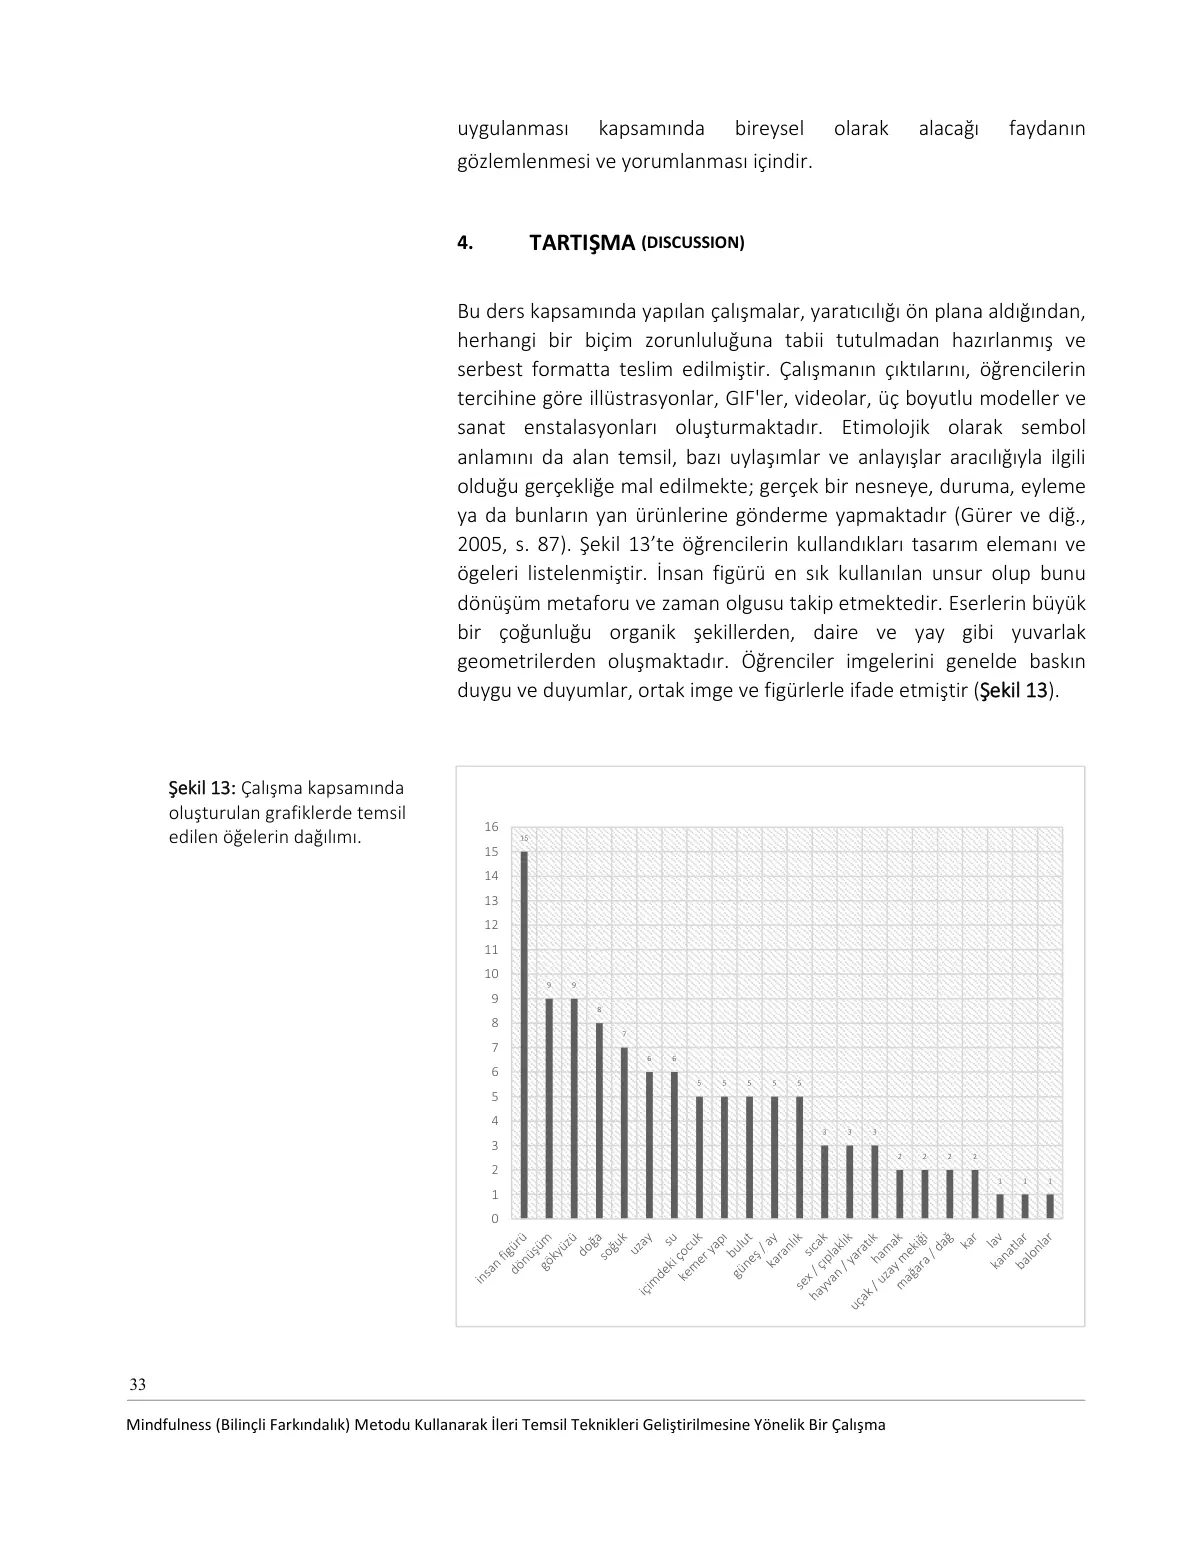 uygulanması kapsamında bireysel olarak alacağı faydanın
gözlemlenmesi ve yorumlanması içindir.
4. TARTIŞMA (DISCUSSION)
Bu ders kapsamında yapılan çalışmalar, yaratıcılığı ön plana aldığından,
herhangi bir biçim zorunluluğuna tabii tutulmadan hazırlanmış ve
serbest formatta teslim edilmiştir. Çalışmanın çıktılarını, öğrencilerin
tercihine göre illüstrasyonlar, GIF'ler, videolar, üç boyutlu modeller ve
sanat enstalasyonları oluşturmaktadır. Etimolojik olarak sembol
anlamını da alan temsil, bazı uylaşımlar ve anlayışlar aracılığıyla ilgili
olduğu gerçekliğe mal edilmekte; gerçek bir nesneye, duruma, eyleme
ya da bunların yan ürünlerine gönderme yapmaktadır (Gürer ve diğ.,
2005, s. 87). Şekil 13’te öğrencilerin kullandıkları tasarım elemanı ve
ögeleri listelenmiştir. İnsan figürü en sık kullanılan unsur olup bunu
dönüşüm metaforu ve zaman olgusu takip etmektedir. Eserlerin büyük
bir çoğunluğu organik şekillerden, daire ve yay gibi yuvarlak
geometrilerden oluşmaktadır. Öğrenciler imgelerini genelde baskın
duygu ve duyumlar, ortak imge ve figürlerle ifade etmiştir (Şekil 13).
Şekil 13: Çalışma kapsamında
oluşturulan grafiklerde temsil
edilen öğelerin dağılımı.
16
15
14
13
12
11
10
9
8
7
6
5
4
3
2
1
0
15
9
9
8
7
6
6
5
5
5
5
5
3
3
3
2
2
2
2
1
1
1
insan figürü
dönüşüm
gökyüzü
doğa
soğuk
uzay
su
içimdeki çocuk
kemer yapı
bulut
güneş / ay
karanlık
sıcak
sex / çıplaklık
hayvan / yaratık
hamak
uçak / uzay mekiği
mağara / dağ
kar
lav
kanatlar
balonlar
33
Mindfulness (Bilinçli Farkındalık) Metodu Kullanarak İleri Temsil Teknikleri Geliştirilmesine Yönelik Bir Çalışma